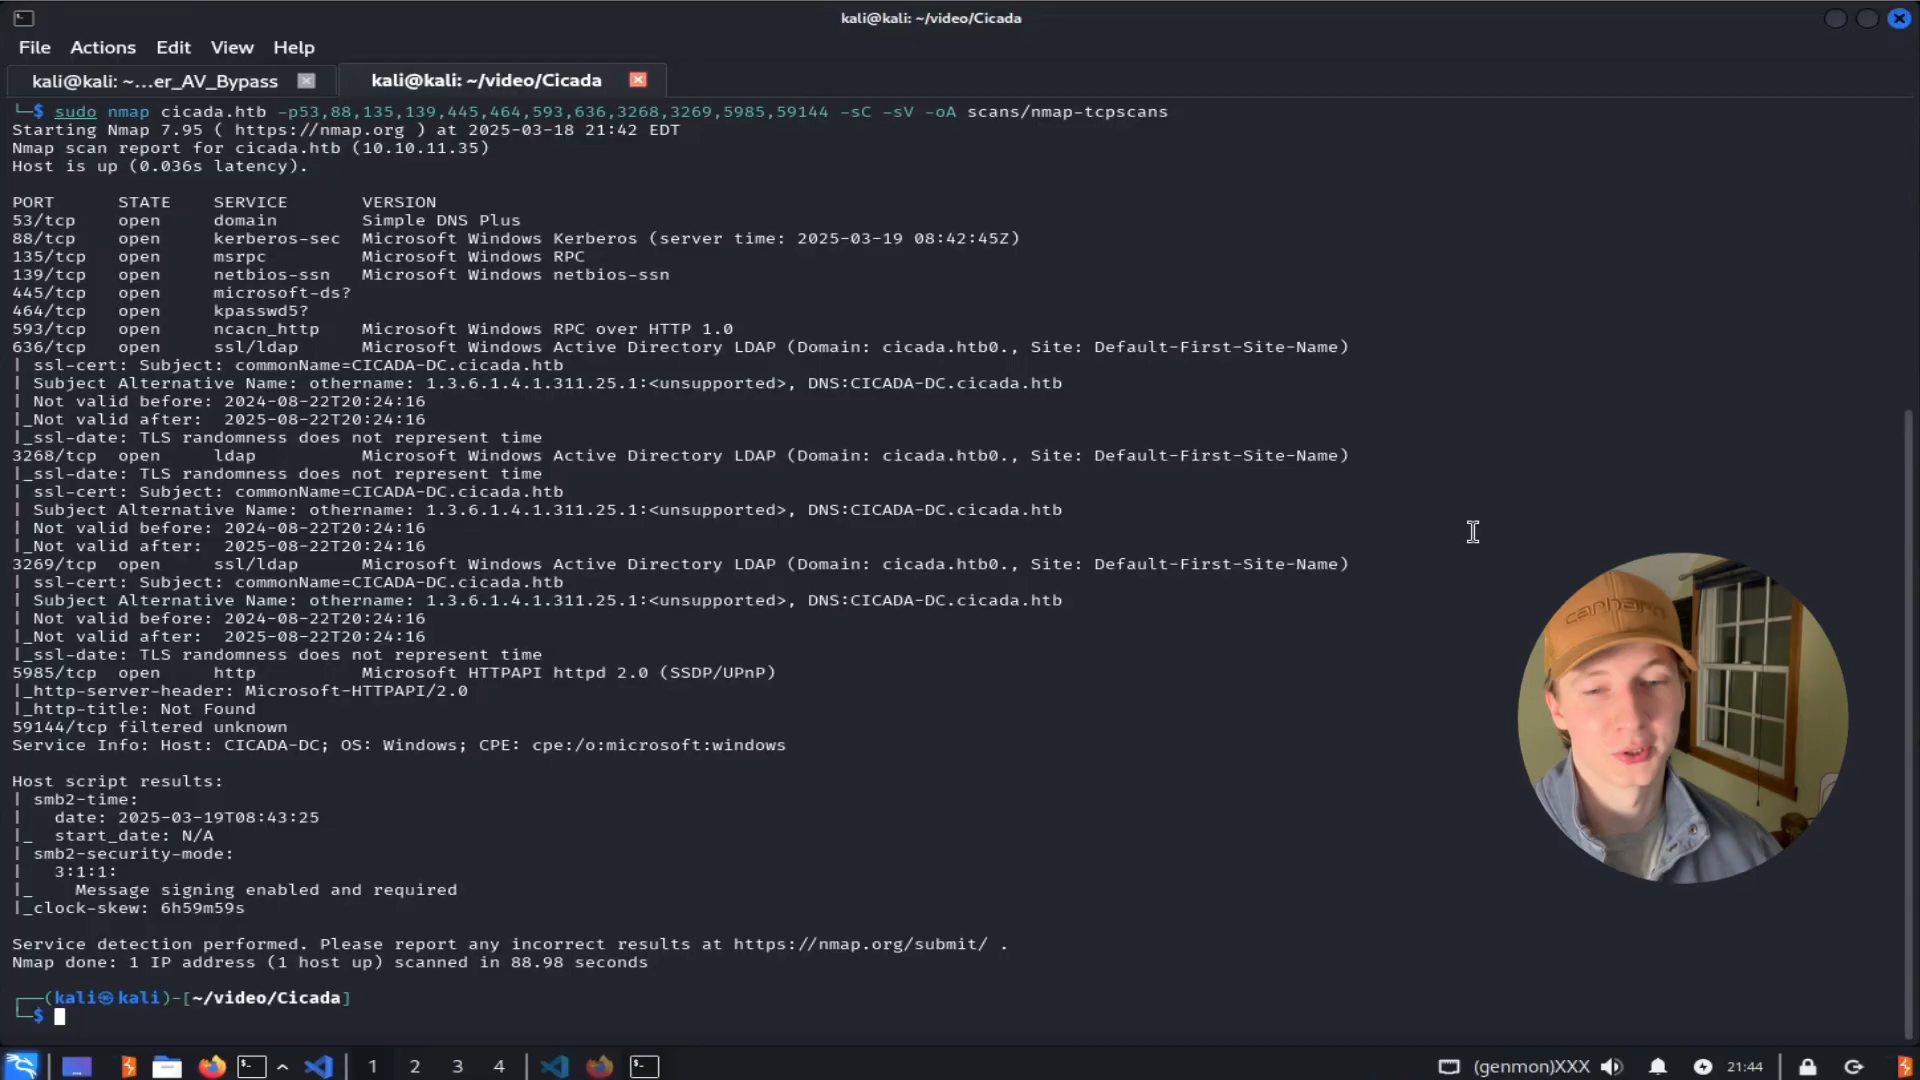 kali@kali: ~/video/Cicada
File Actions Edit View Help
kali@kali: ~...er_AV_Bypass
kali@kali: ~/video/Cicada
└─$ sudo nmap cicada.htb -p53,88,135,139,445,464,593,636,3268,3269,5985,59144 -sC -sV -oA scans/nmap-tcpscans
Starting Nmap 7.95 ( https://nmap.org ) at 2025-03-18 21:42 EDT
Nmap scan report for cicada.htb (10.10.11.35)
Host is up (0.036s latency).
PORT STATE SERVICE VERSION
53/tcp open domain Simple DNS Plus
88/tcp open kerberos-sec Microsoft Windows Kerberos (server time: 2025-03-19 08:42:45Z)
135/tcp open msrpc Microsoft Windows RPC
139/tcp open netbios-ssn Microsoft Windows netbios-ssn
445/tcp open microsoft-ds?
464/tcp open kpasswd5?
593/tcp open ncacn_http Microsoft Windows RPC over HTTP 1.0
636/tcp open ssl/ldap Microsoft Windows Active Directory LDAP (Domain: cicada.htb0., Site: Default-First-Site-Name)
| ssl-cert: Subject: commonName=CICADA-DC.cicada.htb
| Subject Alternative Name: othername: 1.3.6.1.4.1.311.25.1:<unsupported>, DNS:CICADA-DC.cicada.htb
| Not valid before: 2024-08-22T20:24:16
|_Not valid after: 2025-08-22T20:24:16
|_ssl-date: TLS randomness does not represent time
3268/tcp open ldap Microsoft Windows Active Directory LDAP (Domain: cicada.htb0., Site: Default-First-Site-Name)
|_ssl-date: TLS randomness does not represent time
| ssl-cert: Subject: commonName=CICADA-DC.cicada.htb
| Subject Alternative Name: othername: 1.3.6.1.4.1.311.25.1:<unsupported>, DNS:CICADA-DC.cicada.htb
| Not valid before: 2024-08-22T20:24:16
|_Not valid after: 2025-08-22T20:24:16
3269/tcp open ssl/ldap Microsoft Windows Active Directory LDAP (Domain: cicada.htb0., Site: Default-First-Site-Name)
| ssl-cert: Subject: commonName=CICADA-DC.cicada.htb
| Subject Alternative Name: othername: 1.3.6.1.4.1.311.25.1:<unsupported>, DNS:CICADA-DC.cicada.htb
| Not valid before: 2024-08-22T20:24:16
|_Not valid after: 2025-08-22T20:24:16
|_ssl-date: TLS randomness does not represent time
5985/tcp open http Microsoft HTTPAPI httpd 2.0 (SSDP/UPnP)
|_http-server-header: Microsoft-HTTPAPI/2.0
|_http-title: Not Found
59144/tcp filtered unknown
Service Info: Host: CICADA-DC; OS: Windows; CPE: cpe:/o:microsoft:windows
Host script results:
| smb2-time:
| date: 2025-03-19T08:43:25
|_ start_date: N/A
| smb2-security-mode:
| 3:1:1:
|_ Message signing enabled and required
|_clock-skew: 6h59m59s
Service detection performed. Please report any incorrect results at https://nmap.org/submit/ .
Nmap done: 1 IP address (1 host up) scanned in 88.98 seconds
┌──(kali㉿kali)-[~/video/Cicada]
└─$
carhartt
1 2 3 4
(genmon)XXX
21:44